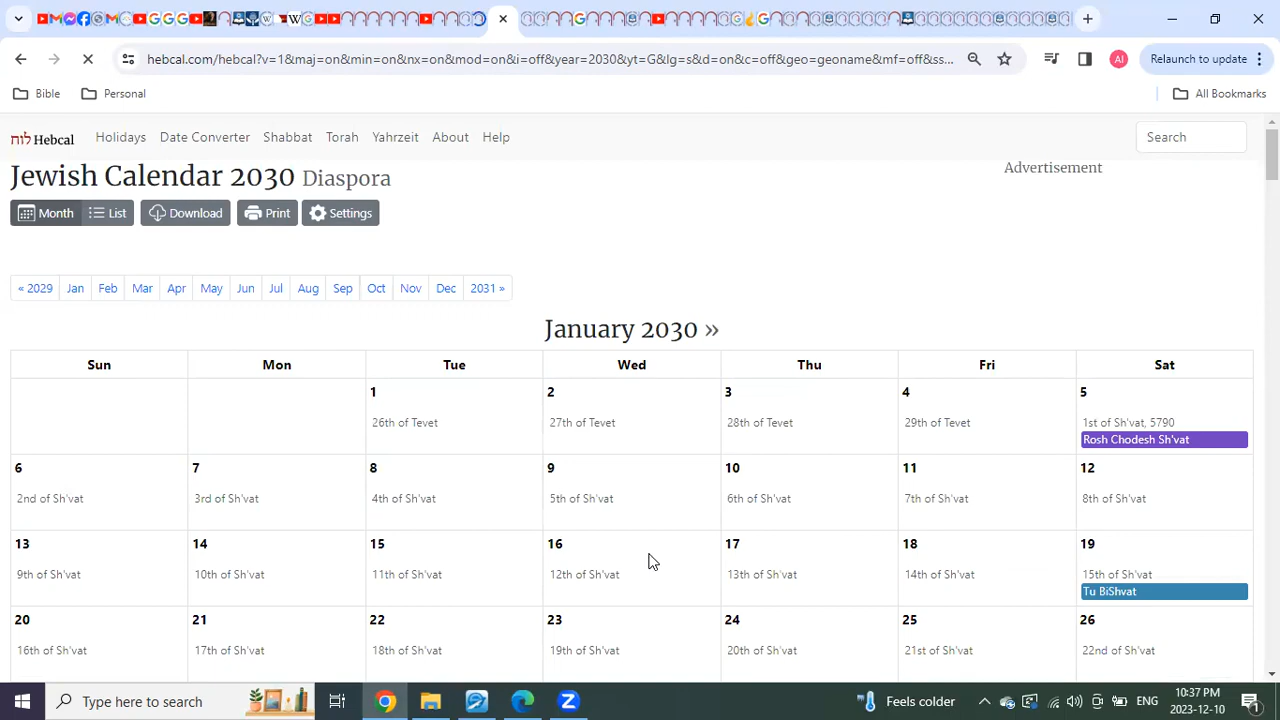 hebcal.com/hebcal?v=1&maj=on&min=on&nx=on&mod=on&i=off&year=2030&yt=G&lg=s&d=on&c=off&geo=geoname&mf=off&ss...
Relaunch to update
Bible
Personal
All Bookmarks
לוח Hebcal
Holidays
Date Converter
Shabbat
Torah
Yahrzeit
About
Help
Search
Jewish Calendar 2030 Diaspora
Advertisement
Month
List
Download
Print
Settings
« 2029 Jan Feb Mar Apr May Jun Jul Aug Sep Oct Nov Dec 2031 »
January 2030 »
Sun Mon Tue Wed Thu Fri Sat
1 2 3 4 5
26th of Tevet 27th of Tevet 28th of Tevet 29th of Tevet 1st of Sh'vat, 5790
Rosh Chodesh Sh'vat
6 7 8 9 10 11 12
2nd of Sh'vat 3rd of Sh'vat 4th of Sh'vat 5th of Sh'vat 6th of Sh'vat 7th of Sh'vat 8th of Sh'vat
13 14 15 16 17 18 19
9th of Sh'vat 10th of Sh'vat 11th of Sh'vat 12th of Sh'vat 13th of Sh'vat 14th of Sh'vat 15th of Sh'vat
Tu BiShvat
20 21 22 23 24 25 26
16th of Sh'vat 17th of Sh'vat 18th of Sh'vat 19th of Sh'vat 20th of Sh'vat 21st of Sh'vat 22nd of Sh'vat
Type here to search
Feels colder
ENG
10:37 PM
2023-12-10